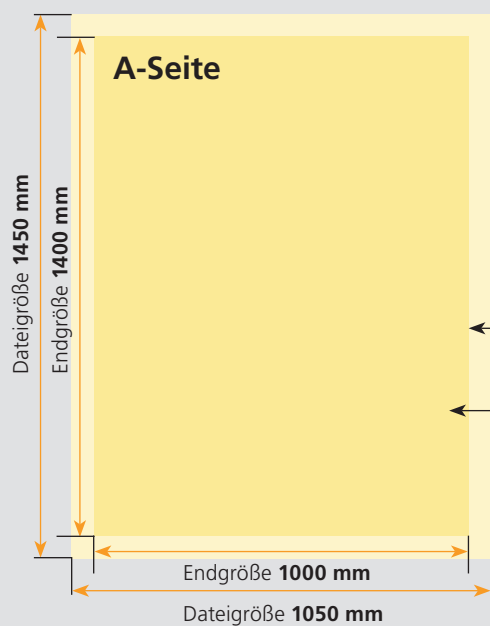 A-Seite
Dateigröße 1450 mm
Endgröße 1400 mm
Endgröße 1000 mm
Dateigröße 1050 mm